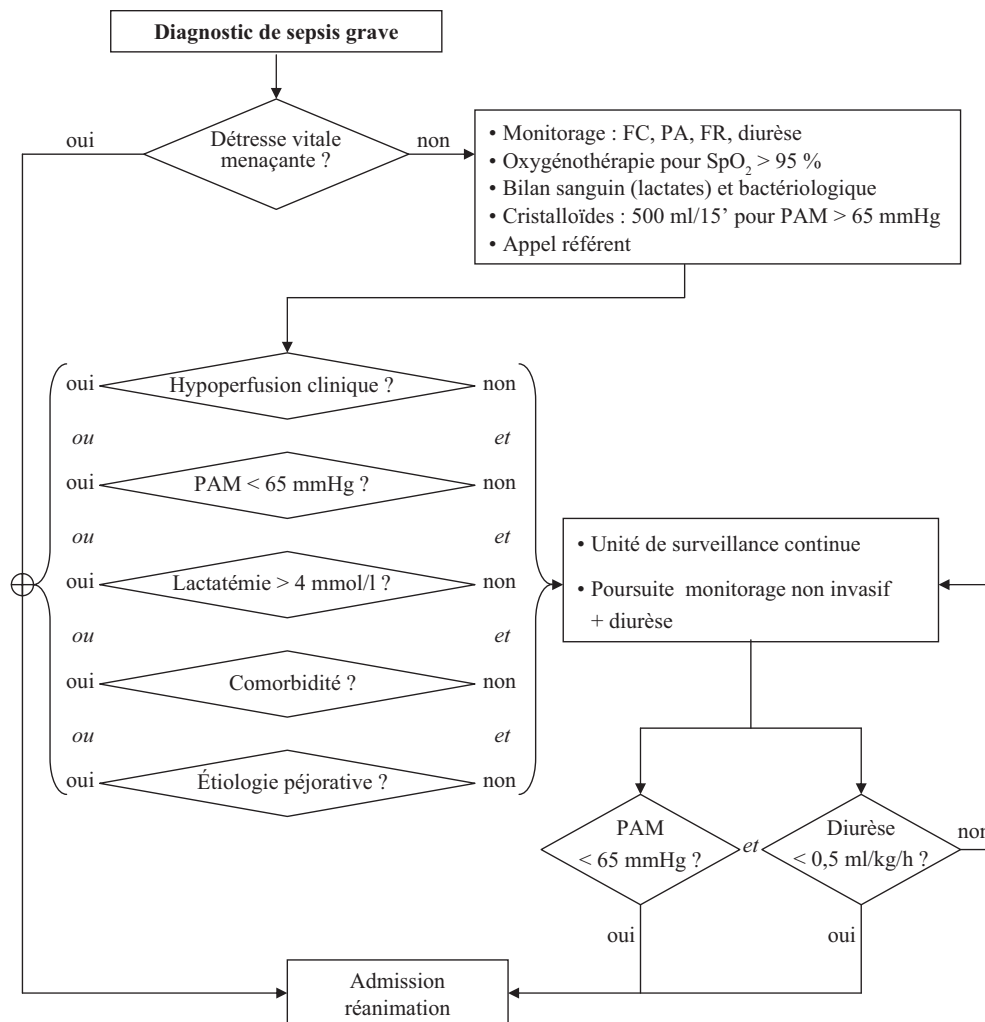 Diagnostic de sepsis grave
oui
Détresse vitale
menaçante ?
non
• Monitorage : FC, PA, FR, diurèse
• Oxygénothérapie pour SpO₂ > 95 %
• Bilan sanguin (lactates) et bactériologique
• Cristalloïdes : 500 ml/15’ pour PAM > 65 mmHg
• Appel référent
oui
Hypoperfusion clinique ?
non
ou
et
oui
PAM < 65 mmHg ?
non
ou
et
oui
Lactatémie > 4 mmol/l ?
non
ou
et
oui
Comorbidité ?
non
ou
et
oui
Étiologie péjorative ?
non
• Unité de surveillance continue
• Poursuite monitorage non invasif
+ diurèse
PAM
< 65 mmHg ?
et
Diurèse
< 0,5 ml/kg/h ?
non
oui
oui
Admission
réanimation